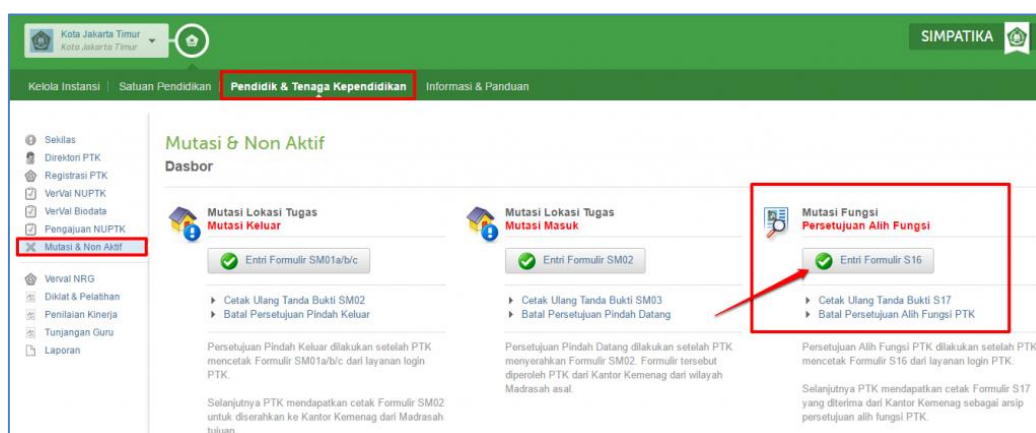 Kota Jakarta Timur
Kota Jakarta Timur
SIMPATIKA
Kelola Instansi | Satuan Pendidikan | Pendidik & Tenaga Kependidikan Informasi & Panduan
Sekilas
Direktori PTK
Registrasi PTK
VerVal NUPTK
VerVal Biodata
Pengajuan NUPTK
Mutasi & Non Aktif
Verval NRG
Diklat & Pelatihan
Penilaian Kinerja
Tunjangan Guru
Laporan
Mutasi & Non Aktif
Dasbor
Mutasi Lokasi Tugas
Mutasi Keluar
Entri Formulir SM01a/b/c
Cetak Ulang Tanda Bukti SM02
Batal Persetujuan Pindah Keluar
Persetujuan Pindah Keluar dilakukan setelah PTK
mencetak Formulir SM01a/b/c dari layanan login
PTK.
Selanjutnya PTK mendapatkan cetak Formulir SM02
untuk diserahkan ke Kantor Kemenag dari Madrasah
tujuan.
Mutasi Lokasi Tugas
Mutasi Masuk
Entri Formulir SM02
Cetak Ulang Tanda Bukti SM03
Batal Persetujuan Pindah Datang
Persetujuan Pindah Datang dilakukan setelah PTK
menyerahkan Formulir SM02. Formulir tersebut
diperoleh PTK dari Kantor Kemenag dari wilayah
Madrasah asal.
Mutasi Fungsi
Persetujuan Alih Fungsi
Entri Formulir S16
Cetak Ulang Tanda Bukti S17
Batal Persetujuan Alih Fungsi PTK
Persetujuan Alih Fungsi PTK dilakukan setelah PTK
mencetak Formulir S16 dari layanan login PTK.
Selanjutnya PTK mendapatkan cetak Formulir S17
yang diterima dari Kantor Kemenag sebagai arsip
persetujuan alih fungsi PTK.